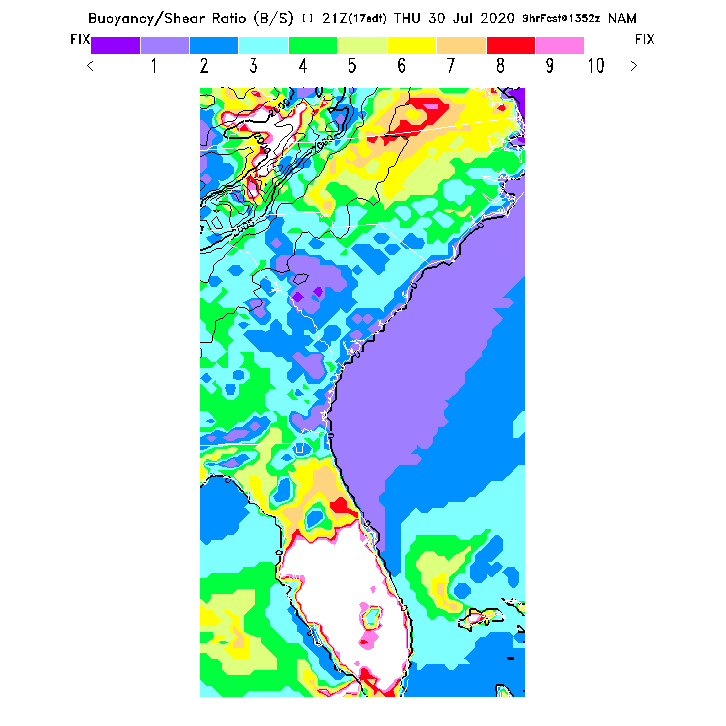 Buoyancy/Shear Ratio (B/S) [] 21Z(17edt) THU 30 Jul 2020 9hrFcst@1352z NAM
FIX FIX
< 1 2 3 4 5 6 7 8 9 10 >